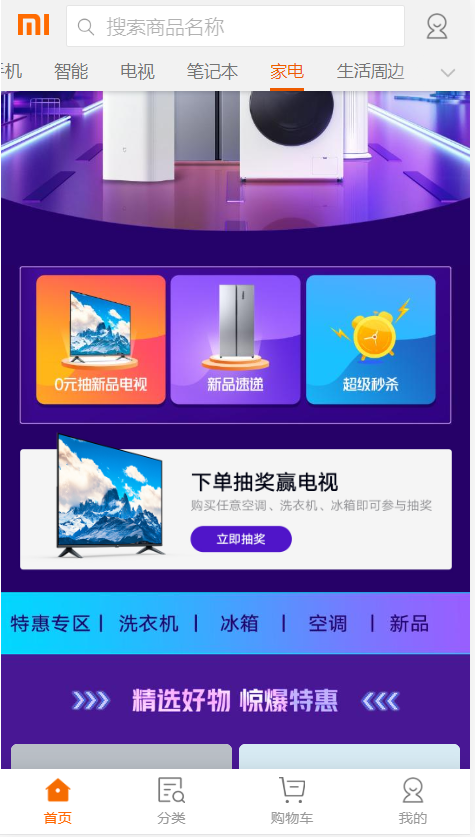 搜索商品名称
手机 智能 电视 笔记本 家电 生活周边
0元抽新品电视 新品速递 超级秒杀
下单抽奖赢电视
购买任意空调、洗衣机、冰箱即可参与抽奖
立即抽奖
特惠专区 | 洗衣机 | 冰箱 | 空调 | 新品
精选好物 惊爆特惠
首页 分类 购物车 我的